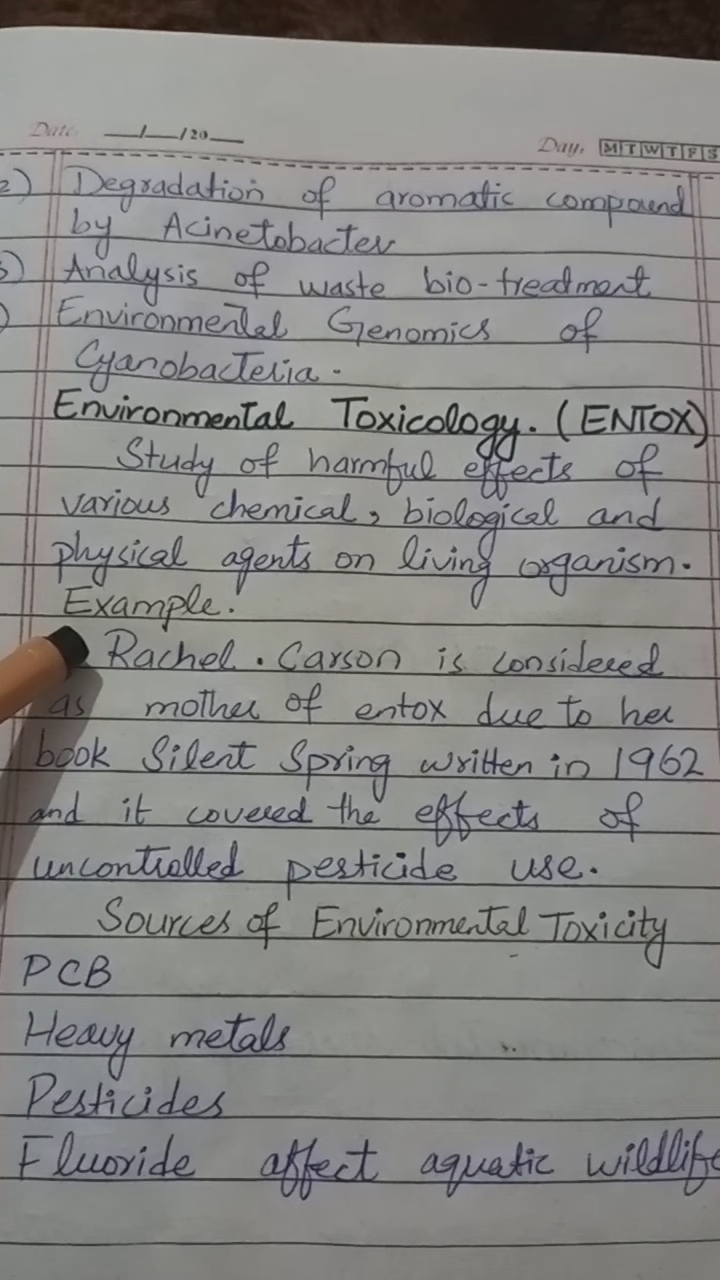 Date: __/__/20__
Day: M T W T F S
2) Degradation of aromatic compound
by Acinetobacter
3) Analysis of waste bio-treatment
) Environmental Genomics of
Cyanobacteria.
Environmental Toxicology. (ENTOX)
Study of harmful effects of
various chemical, biological and
physical agents on living organism.
Example.
Rachel. Carson is considered
as mother of entox due to her
book Silent Spring written in 1962
and it covered the effects of
uncontrolled pesticide use.
Sources of Environmental Toxicity
PCB
Heavy metals
Pesticides
Fluoride affect aquatic wildlife